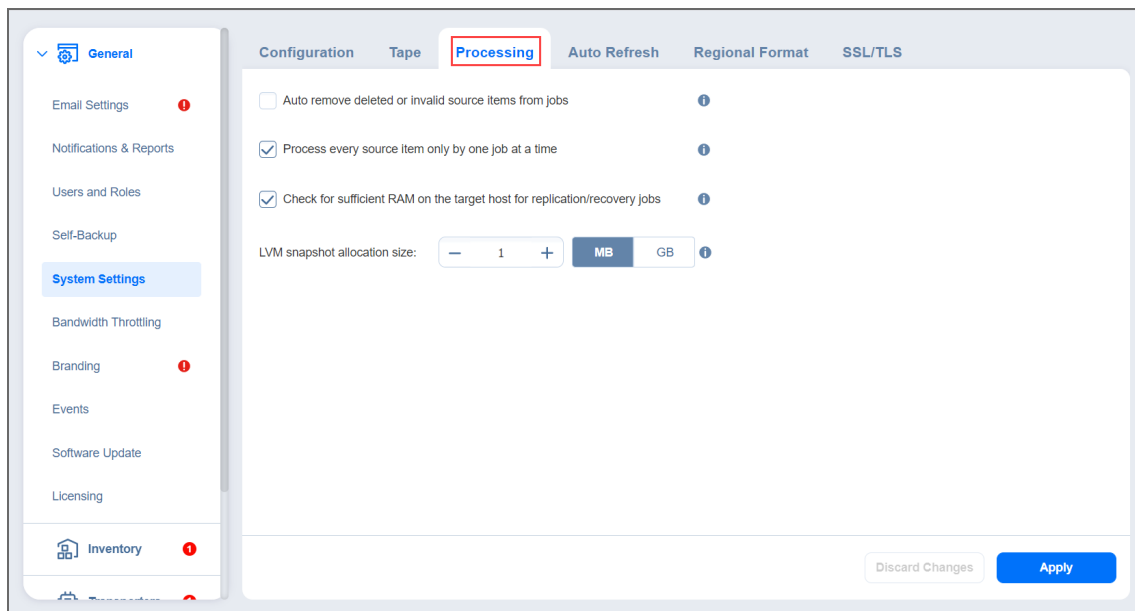 General
Email Settings
Notifications & Reports
Users and Roles
Self-Backup
System Settings
Bandwidth Throttling
Branding
Events
Software Update
Licensing
Inventory 1
Configuration Tape Processing Auto Refresh Regional Format SSL/TLS
Auto remove deleted or invalid source items from jobs
Process every source item only by one job at a time
Check for sufficient RAM on the target host for replication/recovery jobs
LVM snapshot allocation size: 1 MB GB
Discard Changes Apply